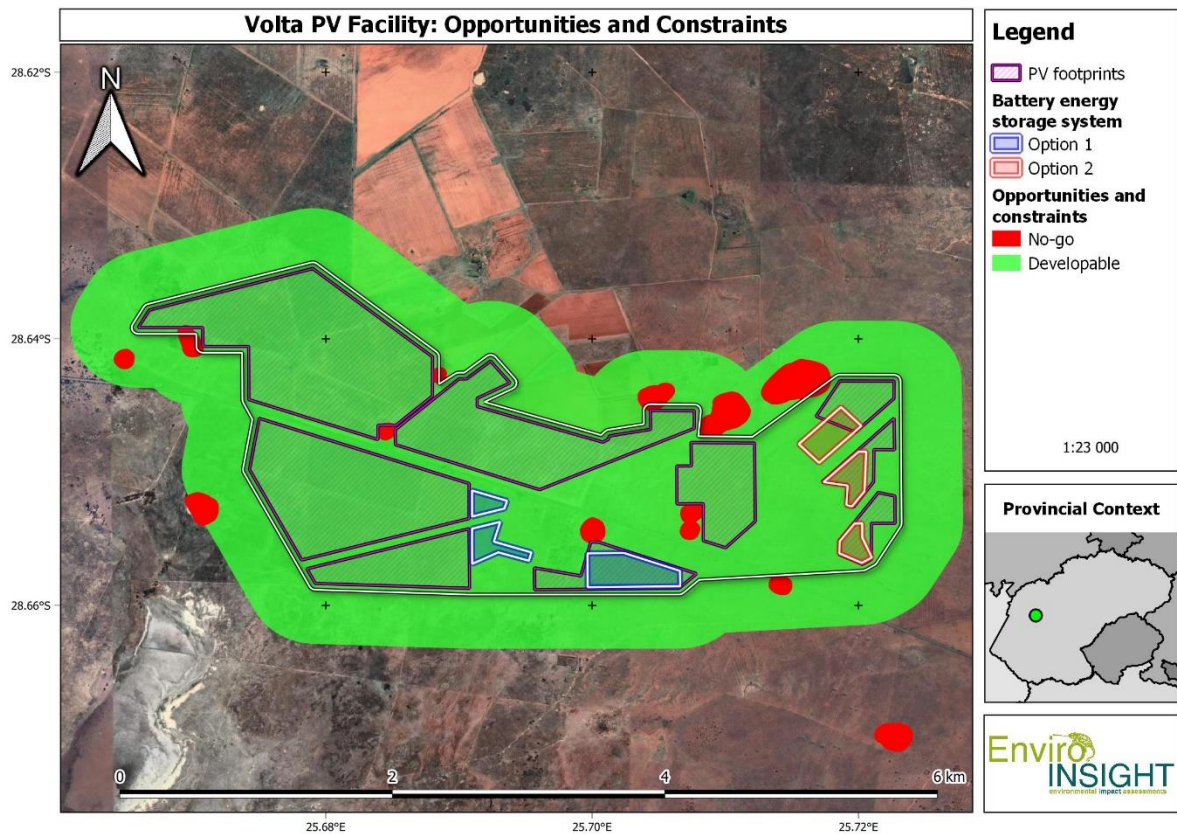 Volta PV Facility: Opportunities and Constraints
28.62°S
28.64°S
28.66°S
N
0
2
4
6 km
25.68°E
25.70°E
25.72°E
Legend
PV footprints
Battery energy
storage system
Option 1
Option 2
Opportunities and
constraints
No-go
Developable
1:23 000
Provincial Context
Enviro
INSIGHT
environmental impact assessments